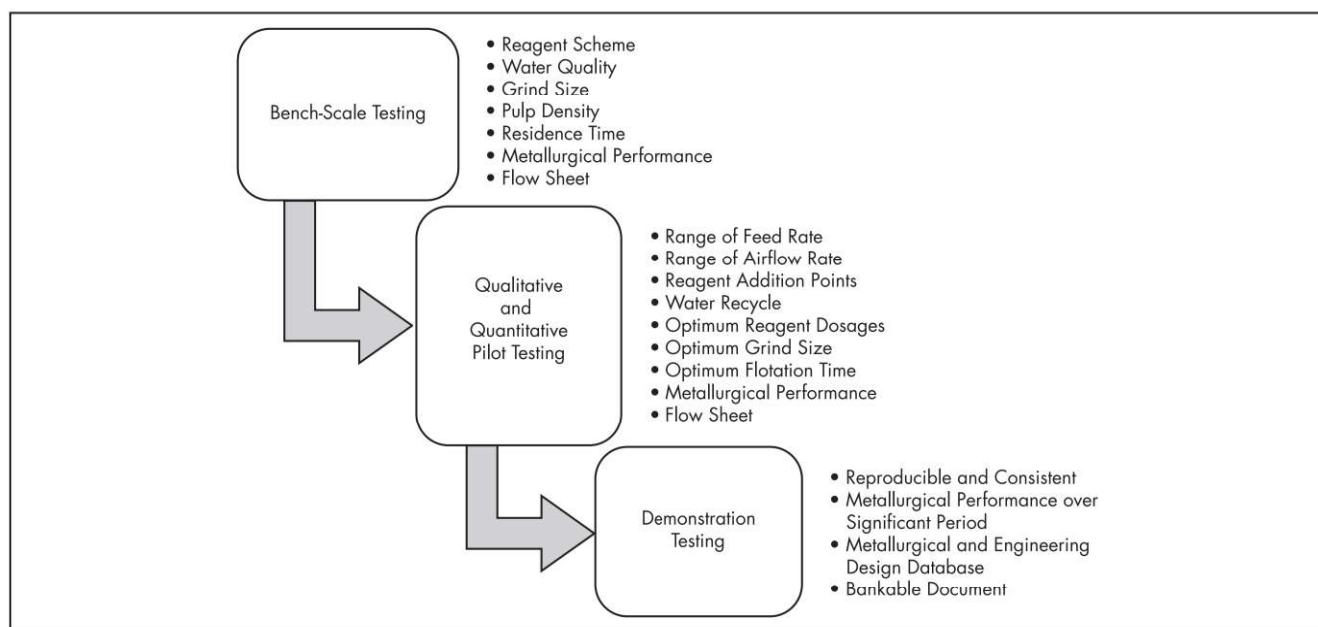 Bench-Scale Testing
• Reagent Scheme
• Water Quality
• Grind Size
• Pulp Density
• Residence Time
• Metallurgical Performance
• Flow Sheet
Qualitative
and
Quantitative
Pilot Testing
• Range of Feed Rate
• Range of Airflow Rate
• Reagent Addition Points
• Water Recycle
• Optimum Reagent Dosages
• Optimum Grind Size
• Optimum Flotation Time
• Metallurgical Performance
• Flow Sheet
Demonstration
Testing
• Reproducible and Consistent
• Metallurgical Performance over
Significant Period
• Metallurgical and Engineering
Design Database
• Bankable Document